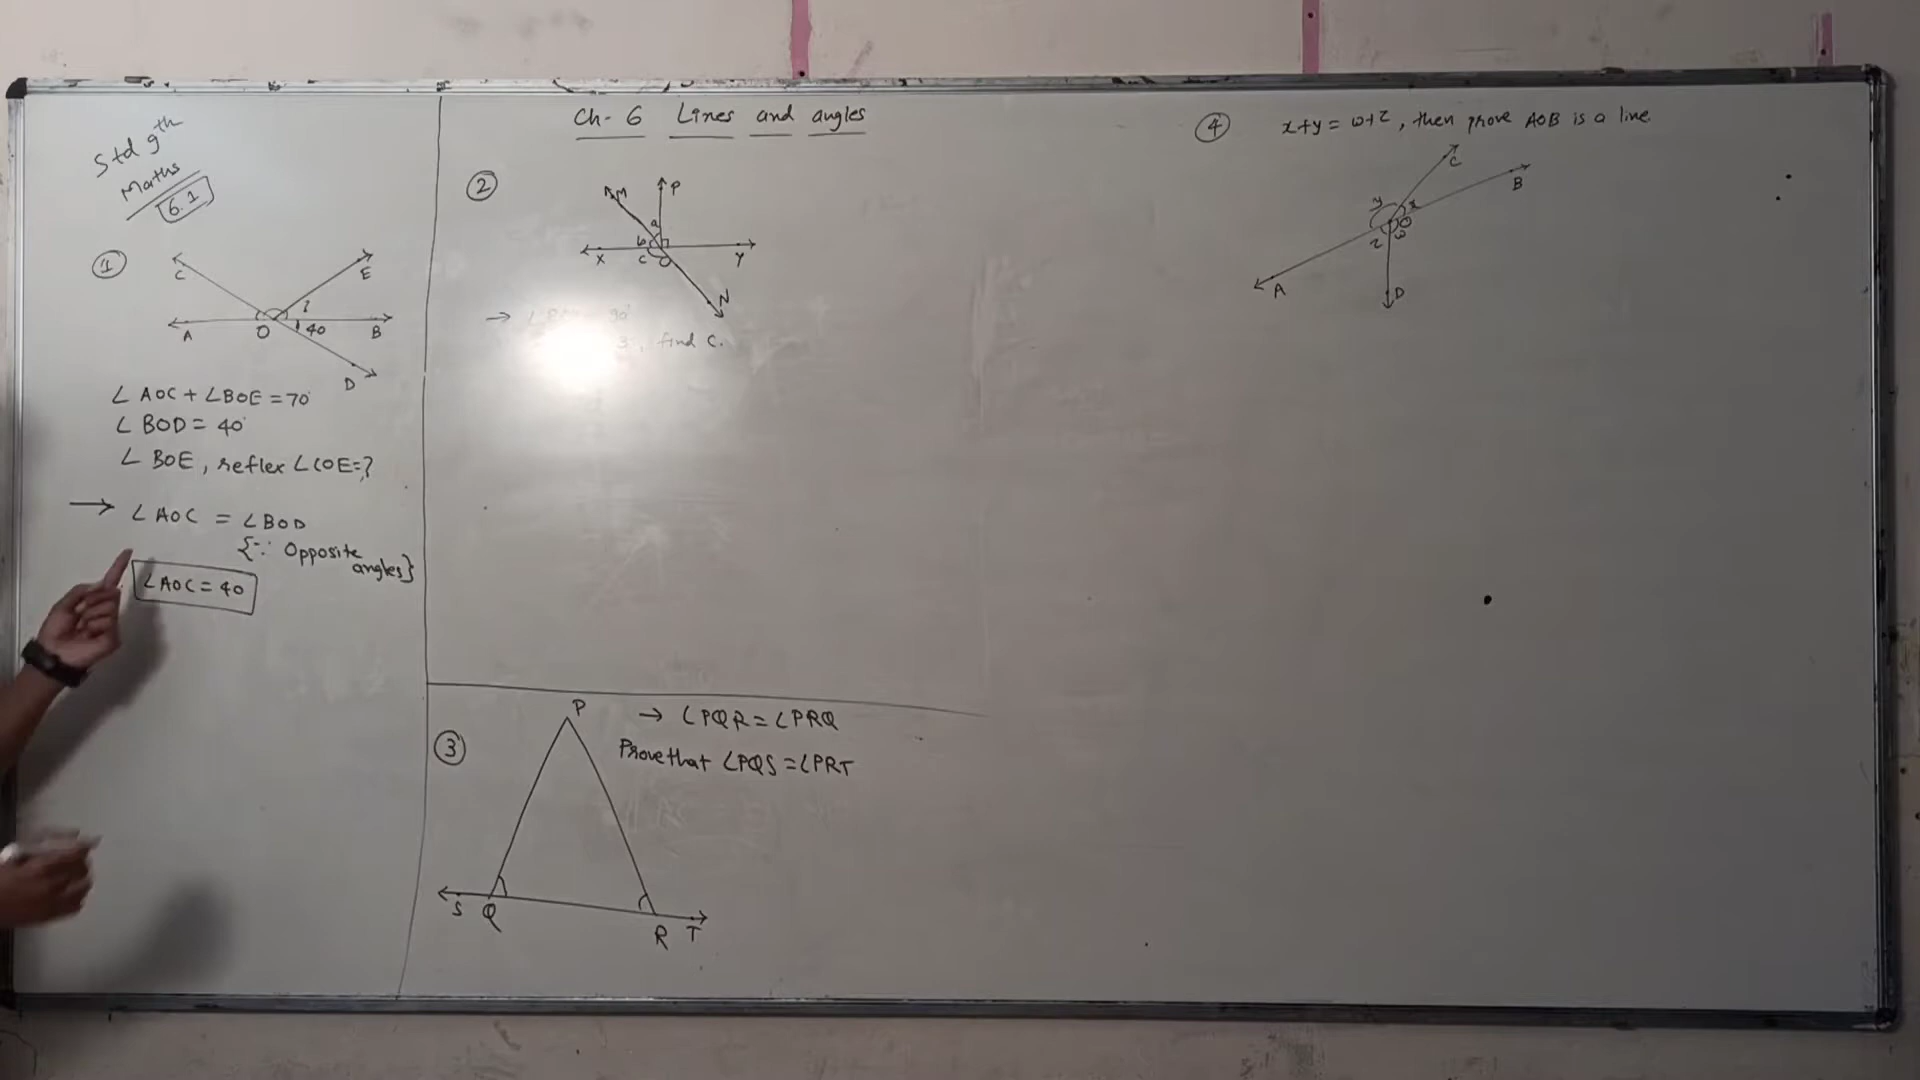 Std 9th
Maths
6.1
Ch- 6 Lines and angles
1
C
E
?
A
O
40
B
D
∠ AOC + ∠BOE = 70°
∠ BOD = 40°
∠ BOE, reflex ∠COE=?
→ ∠AOC = ∠BOD
{∵ Opposite
angles}
∠AOC = 40
2
M
P
a
b
X
c
O
Y
N
→ 90°
3, find C.
3
P
→ ∠PQR = ∠PRQ
Prove that ∠PQS = ∠PRT
S
Q
R
T
4
x+y = ω+z, then prove AOB is a line
C
B
y
x
O
z
ω
A
D